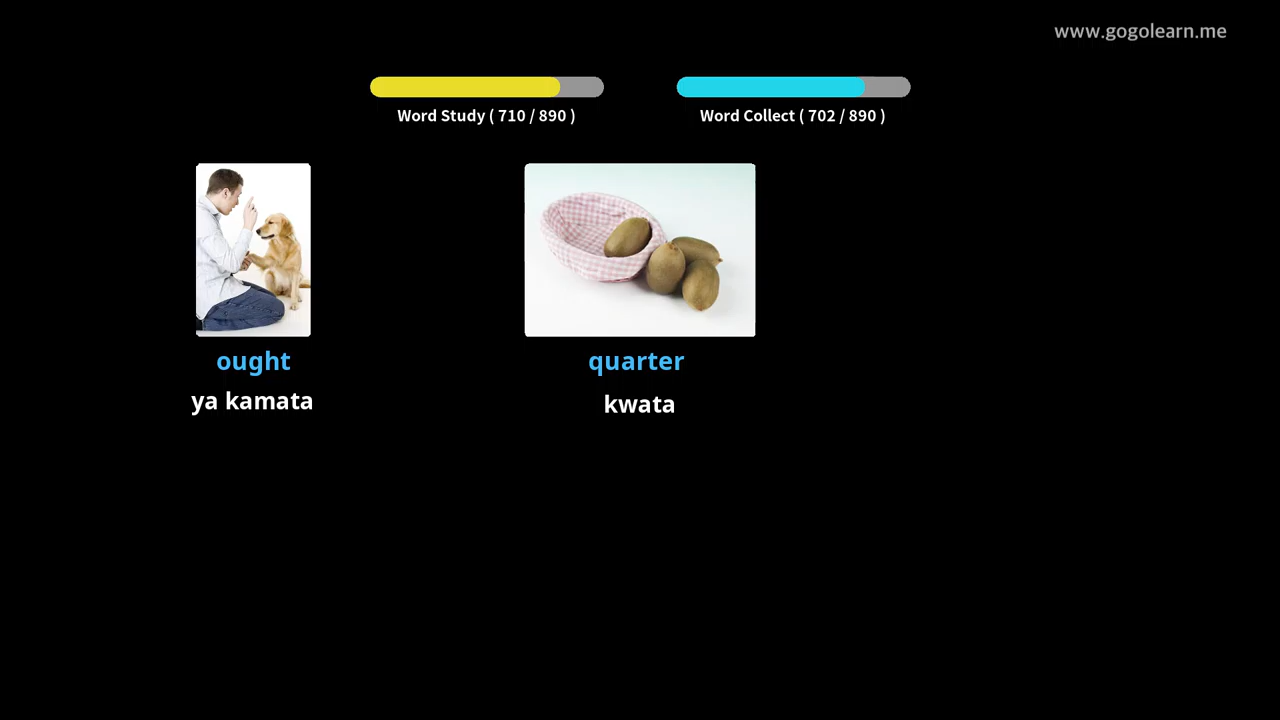 www.gogolearn.me
Word Study ( 710 / 890 )
Word Collect ( 702 / 890 )
ought
ya kamata
quarter
kwata